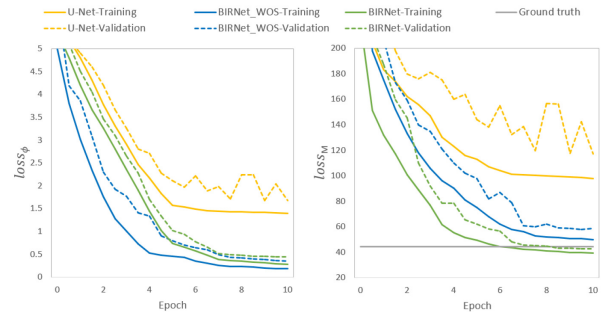 U-Net-Training BIRNet_WOS-Training BIRNet-Training Ground truth
U-Net-Validation BIRNet_WOS-Validation BIRNet-Validation
5
4.5
4
3.5
3
2.5
2
1.5
1
0.5
0
loss_ϕ
0 2 4 6 8 10
Epoch
200
180
160
140
120
100
80
60
40
20
loss_M
0 2 4 6 8 10
Epoch